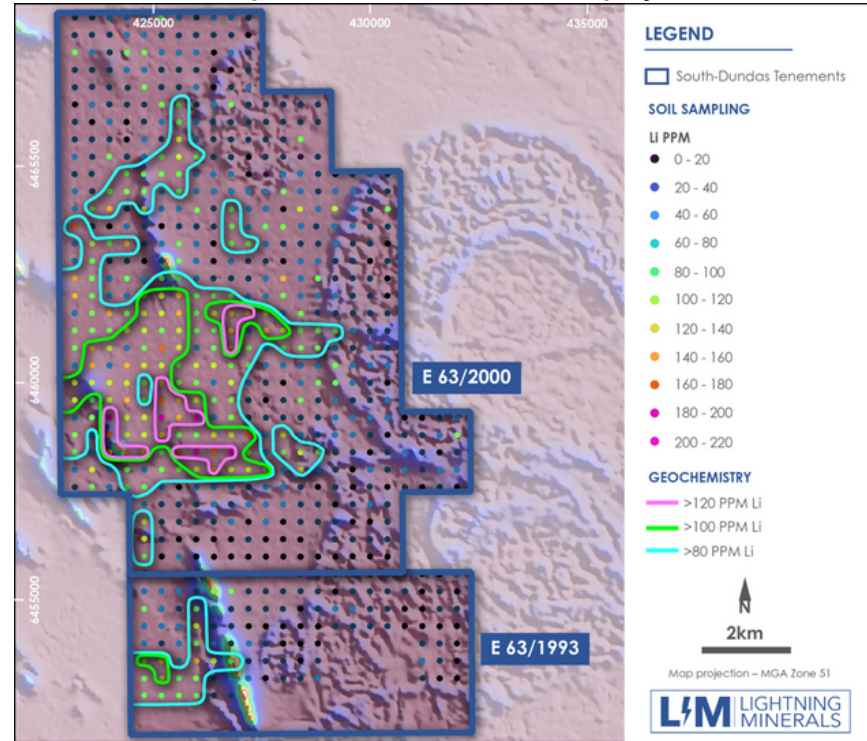 425000
430000
435000
6465500
6460000
6455000
E 63/2000
E 63/1993
LEGEND
South-Dundas Tenements
SOIL SAMPLING
Li PPM
0 - 20
20 - 40
40 - 60
60 - 80
80 - 100
100 - 120
120 - 140
140 - 160
160 - 180
180 - 200
200 - 220
GEOCHEMISTRY
>120 PPM Li
>100 PPM Li
>80 PPM Li
N
2km
Map projection – MGA Zone 51
LM LIGHTNING
MINERALS